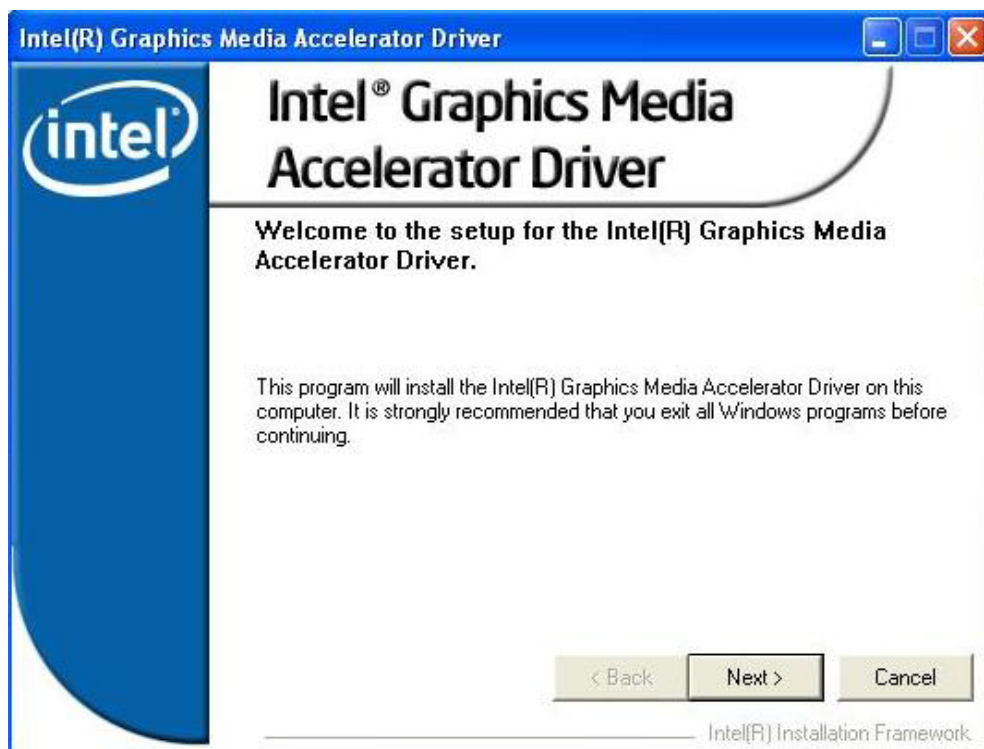 Intel(R) Graphics Media Accelerator Driver
intel
Intel® Graphics Media
Accelerator Driver
Welcome to the setup for the Intel(R) Graphics Media
Accelerator Driver.
This program will install the Intel(R) Graphics Media Accelerator Driver on this
computer. It is strongly recommended that you exit all Windows programs before
continuing.
< Back
Next >
Cancel
Intel(R) Installation Framework